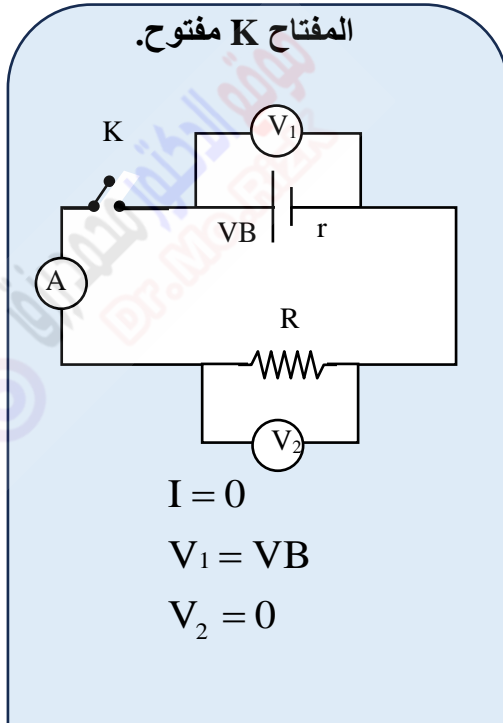 المفتاح K مفتوح.
K
V₁
VB
r
A
R
V₂
I = 0
V₁ = VB
V₂ = 0